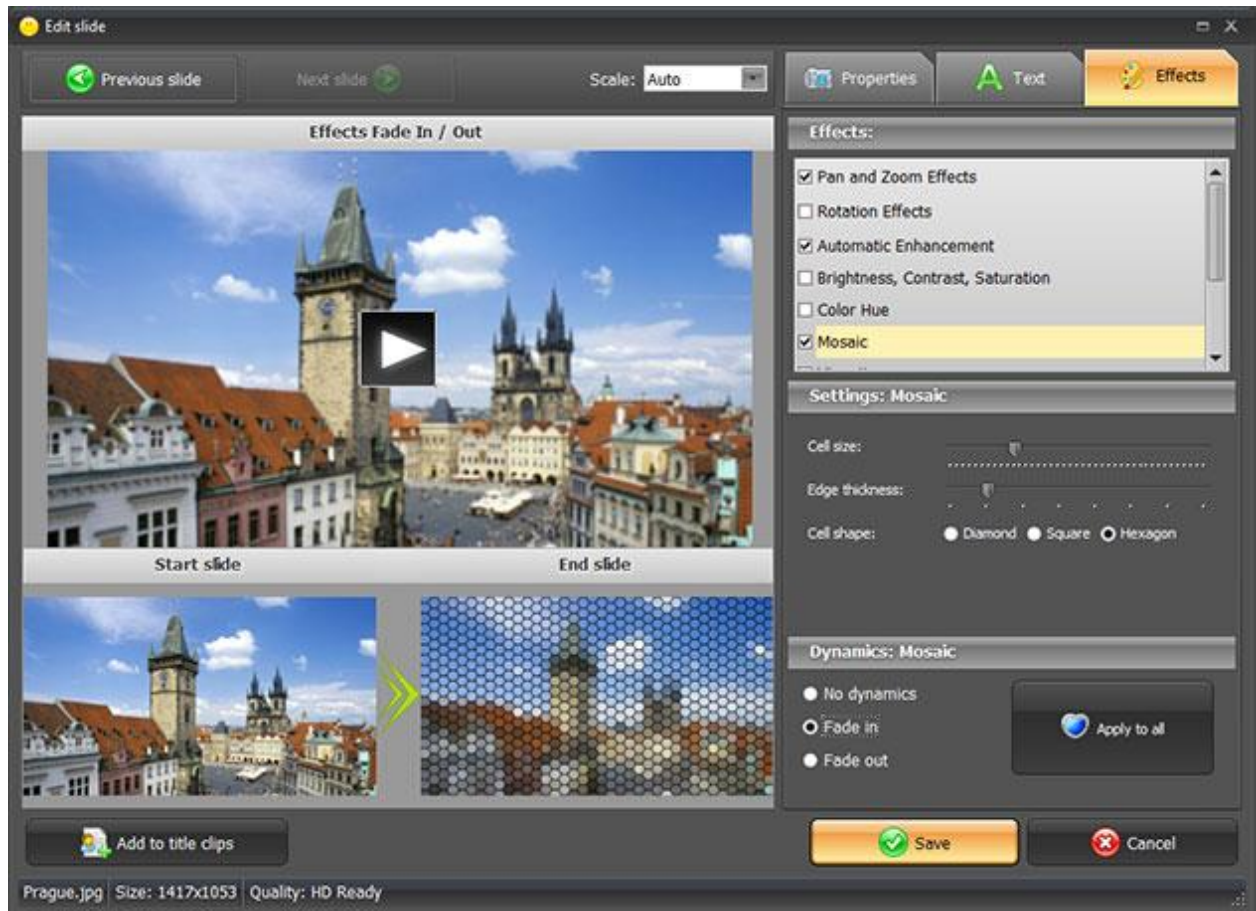 Edit slide
Previous slide
Next slide
Scale: Auto
Properties
Text
Effects
Effects Fade In / Out
Start slide
End slide
Effects:
Pan and Zoom Effects
Rotation Effects
Automatic Enhancement
Brightness, Contrast, Saturation
Color Hue
Mosaic
Settings: Mosaic
Cell size:
Edge thickness:
Cell shape: Diamond Square Hexagon
Dynamics: Mosaic
No dynamics
Fade in
Fade out
Apply to all
Add to title clips
Save
Cancel
Prague.jpg Size: 1417x1053 Quality: HD Ready